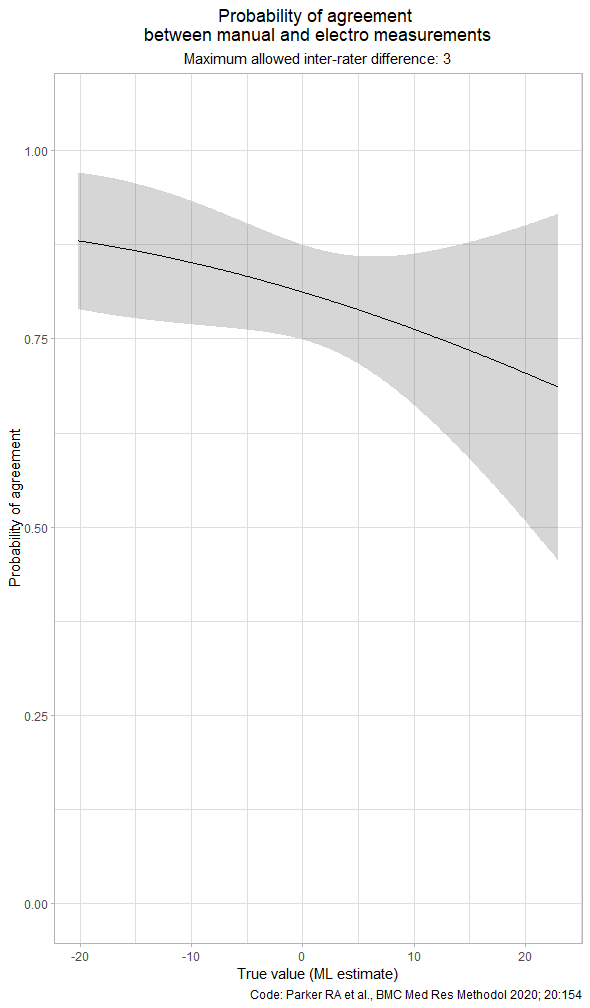 Probability of agreement
between manual and electro measurements
Maximum allowed inter-rater difference: 3
Probability of agreement
1.00
0.75
0.50
0.25
0.00
-20 -10 0 10 20
True value (ML estimate)
Code: Parker RA et al., BMC Med Res Methodol 2020; 20:154